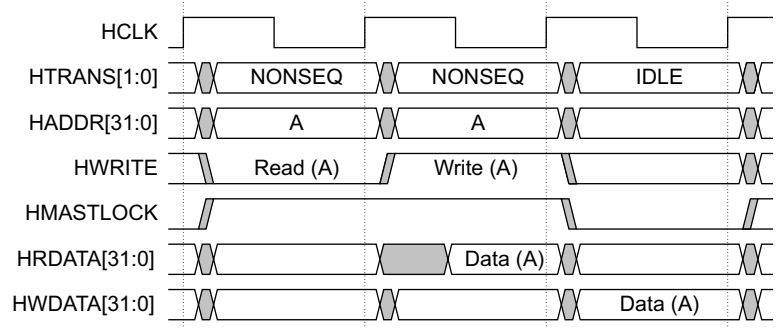 HCLK
HTRANS[1:0] NONSEQ NONSEQ IDLE
HADDR[31:0] A A
HWRITE Read (A) Write (A)
HMASTLOCK
HRDATA[31:0] Data (A)
HWDATA[31:0] Data (A)